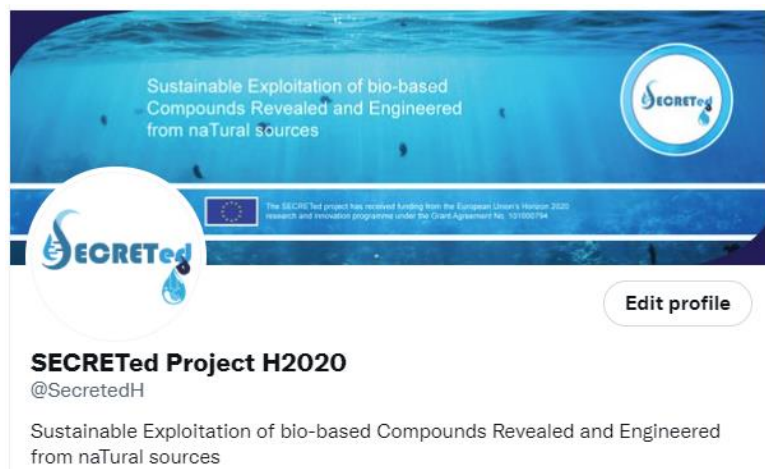 Sustainable Exploitation of bio-based
Compounds Revealed and Engineered
from naTural sources
SECRETed
The SECRETed project has received funding from the European Union's Horizon 2020
research and innovation programme under the Grant Agreement No. 101000794
SECRETed
Edit profile
SECRETed Project H2020
@SecretedH
Sustainable Exploitation of bio-based Compounds Revealed and Engineered
from naTural sources